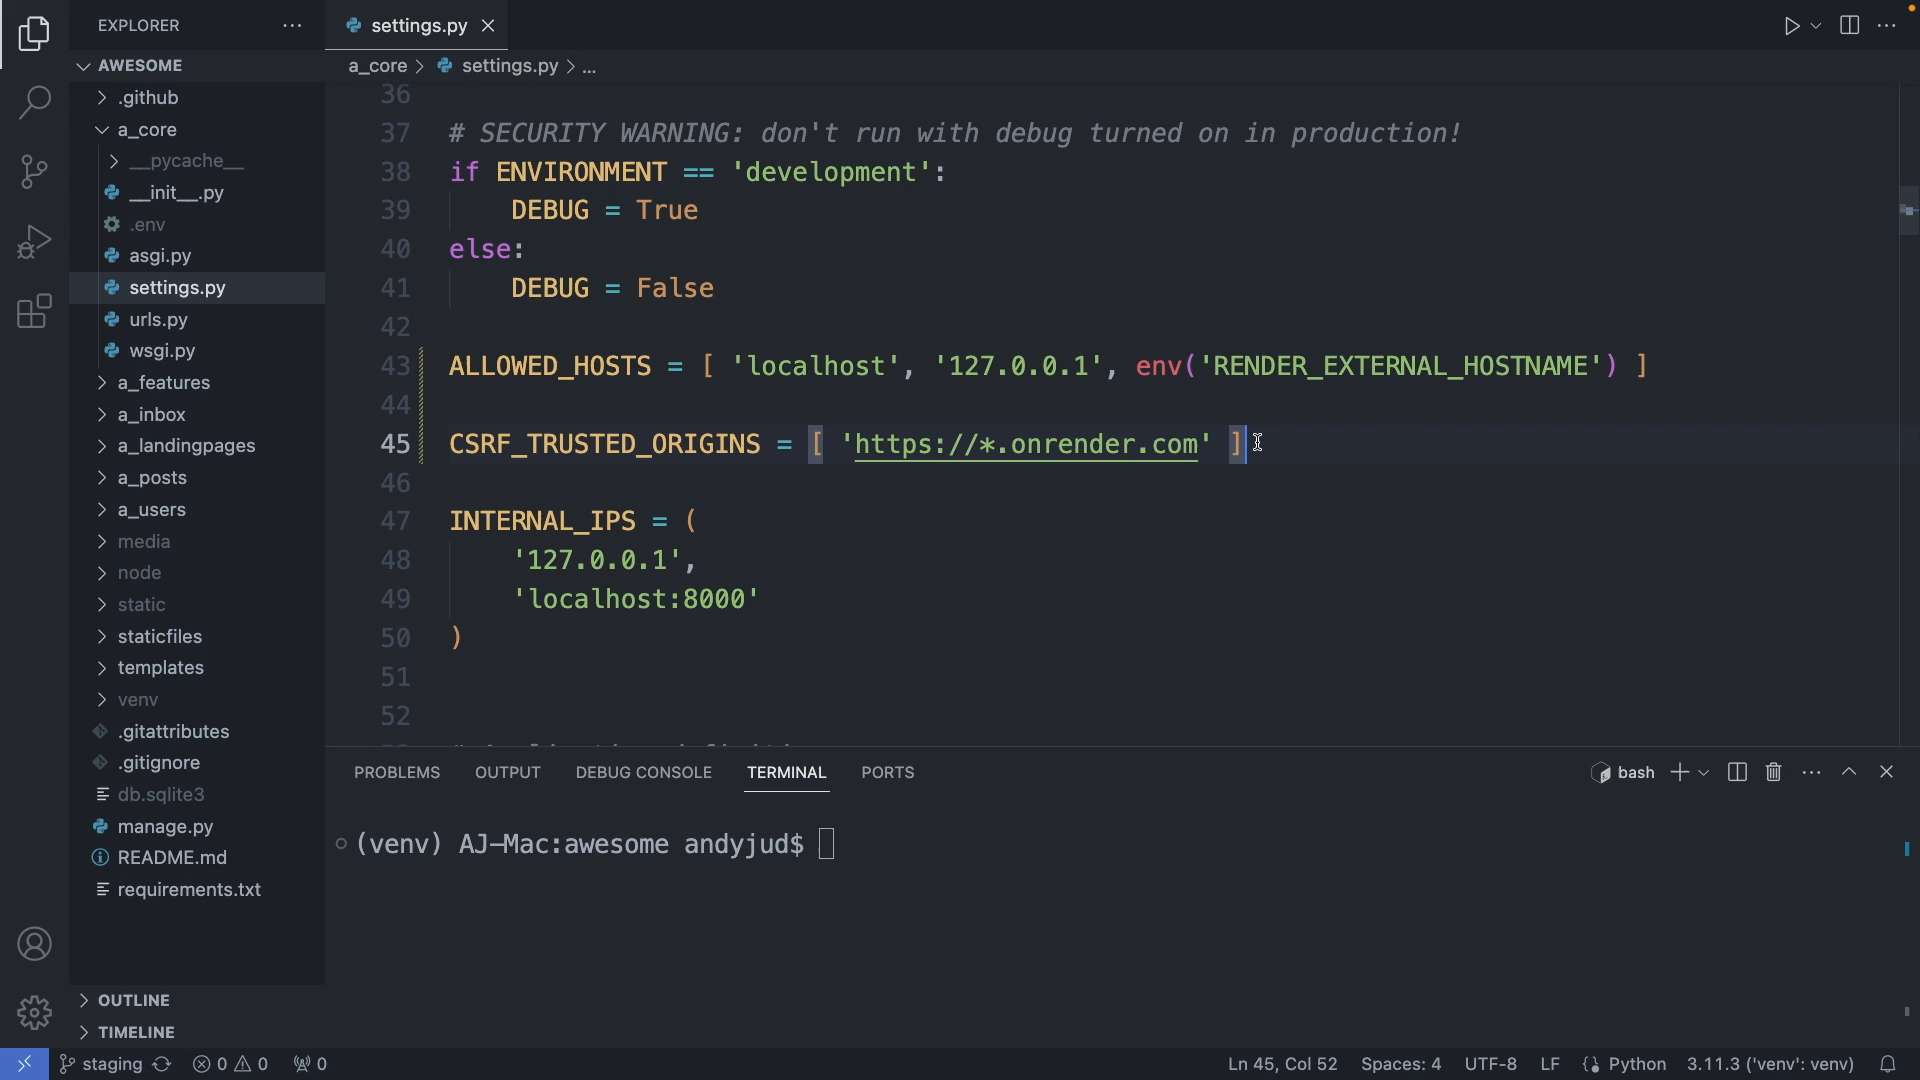 EXPLORER
AWESOME
.github
a_core
__pycache__
__init__.py
.env
asgi.py
settings.py
urls.py
wsgi.py
a_features
a_inbox
a_landingpages
a_posts
a_users
media
node
static
staticfiles
templates
venv
.gitattributes
.gitignore
db.sqlite3
manage.py
README.md
requirements.txt
OUTLINE
TIMELINE
settings.py
a_core > settings.py > ...
36
37 # SECURITY WARNING: don't run with debug turned on in production!
38 if ENVIRONMENT == 'development':
39 DEBUG = True
40 else:
41 DEBUG = False
42
43 ALLOWED_HOSTS = [ 'localhost', '127.0.0.1', env('RENDER_EXTERNAL_HOSTNAME') ]
44
45 CSRF_TRUSTED_ORIGINS = [ 'https://*.onrender.com' ]
46
47 INTERNAL_IPS = (
48 '127.0.0.1',
49 'localhost:8000'
50 )
51
52
PROBLEMS OUTPUT DEBUG CONSOLE TERMINAL PORTS
bash
(venv) AJ-Mac:awesome andyjud$
staging 0 0 0
Ln 45, Col 52 Spaces: 4 UTF-8 LF Python 3.11.3 ('venv': venv)